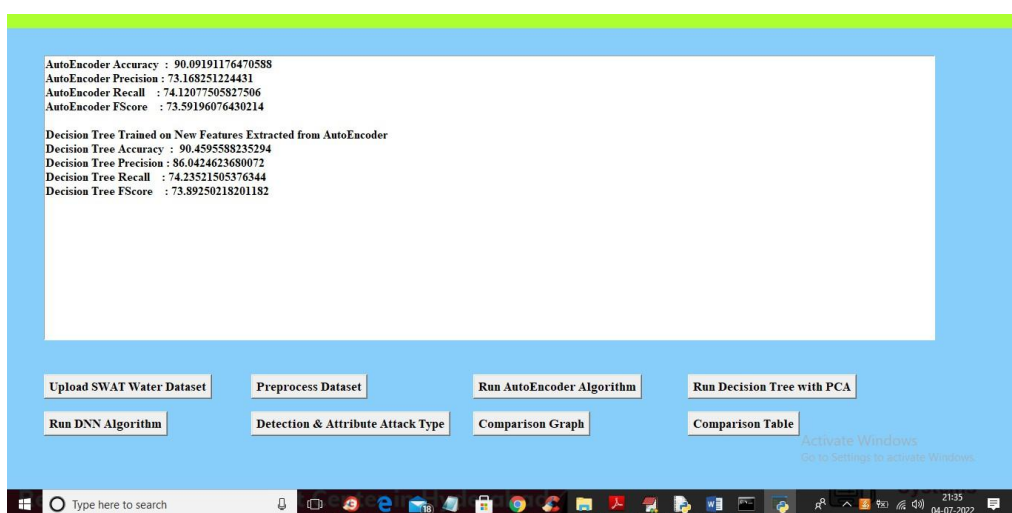 AutoEncoder Accuracy : 90.09191176470588
AutoEncoder Precision : 73.168251224431
AutoEncoder Recall : 74.12077505827506
AutoEncoder FScore : 73.59196076430214
Decision Tree Trained on New Features Extracted from AutoEncoder
Decision Tree Accuracy : 90.4595588235294
Decision Tree Precision : 86.0424623680072
Decision Tree Recall : 74.23521505376344
Decision Tree FScore : 73.89250218201182
Upload SWAT Water Dataset
Preprocess Dataset
Run AutoEncoder Algorithm
Run Decision Tree with PCA
Run DNN Algorithm
Detection & Attribute Attack Type
Comparison Graph
Comparison Table
Activate Windows
Go to Settings to activate Windows.
Type here to search
18
21:35
04-07-2022